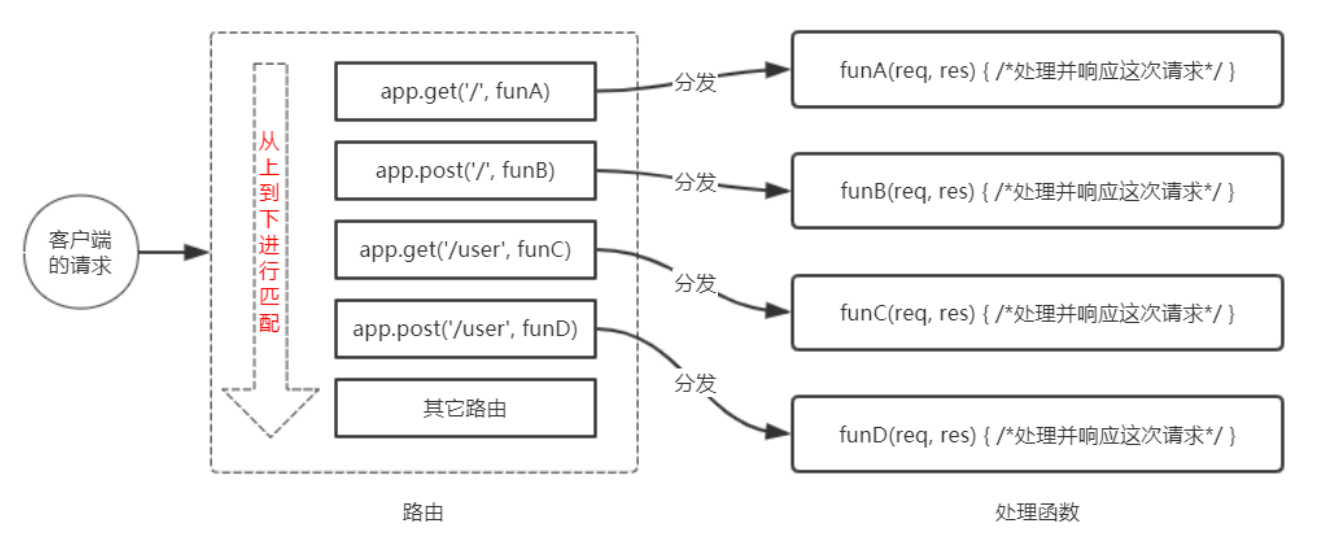 客户端
的请求
从上到下进行匹配
app.get('/', funA)
app.post('/', funB)
app.get('/user', funC)
app.post('/user', funD)
其它路由
路由
分发
分发
分发
分发
funA(req, res) { /*处理并响应这次请求*/ }
funB(req, res) { /*处理并响应这次请求*/ }
funC(req, res) { /*处理并响应这次请求*/ }
funD(req, res) { /*处理并响应这次请求*/ }
处理函数